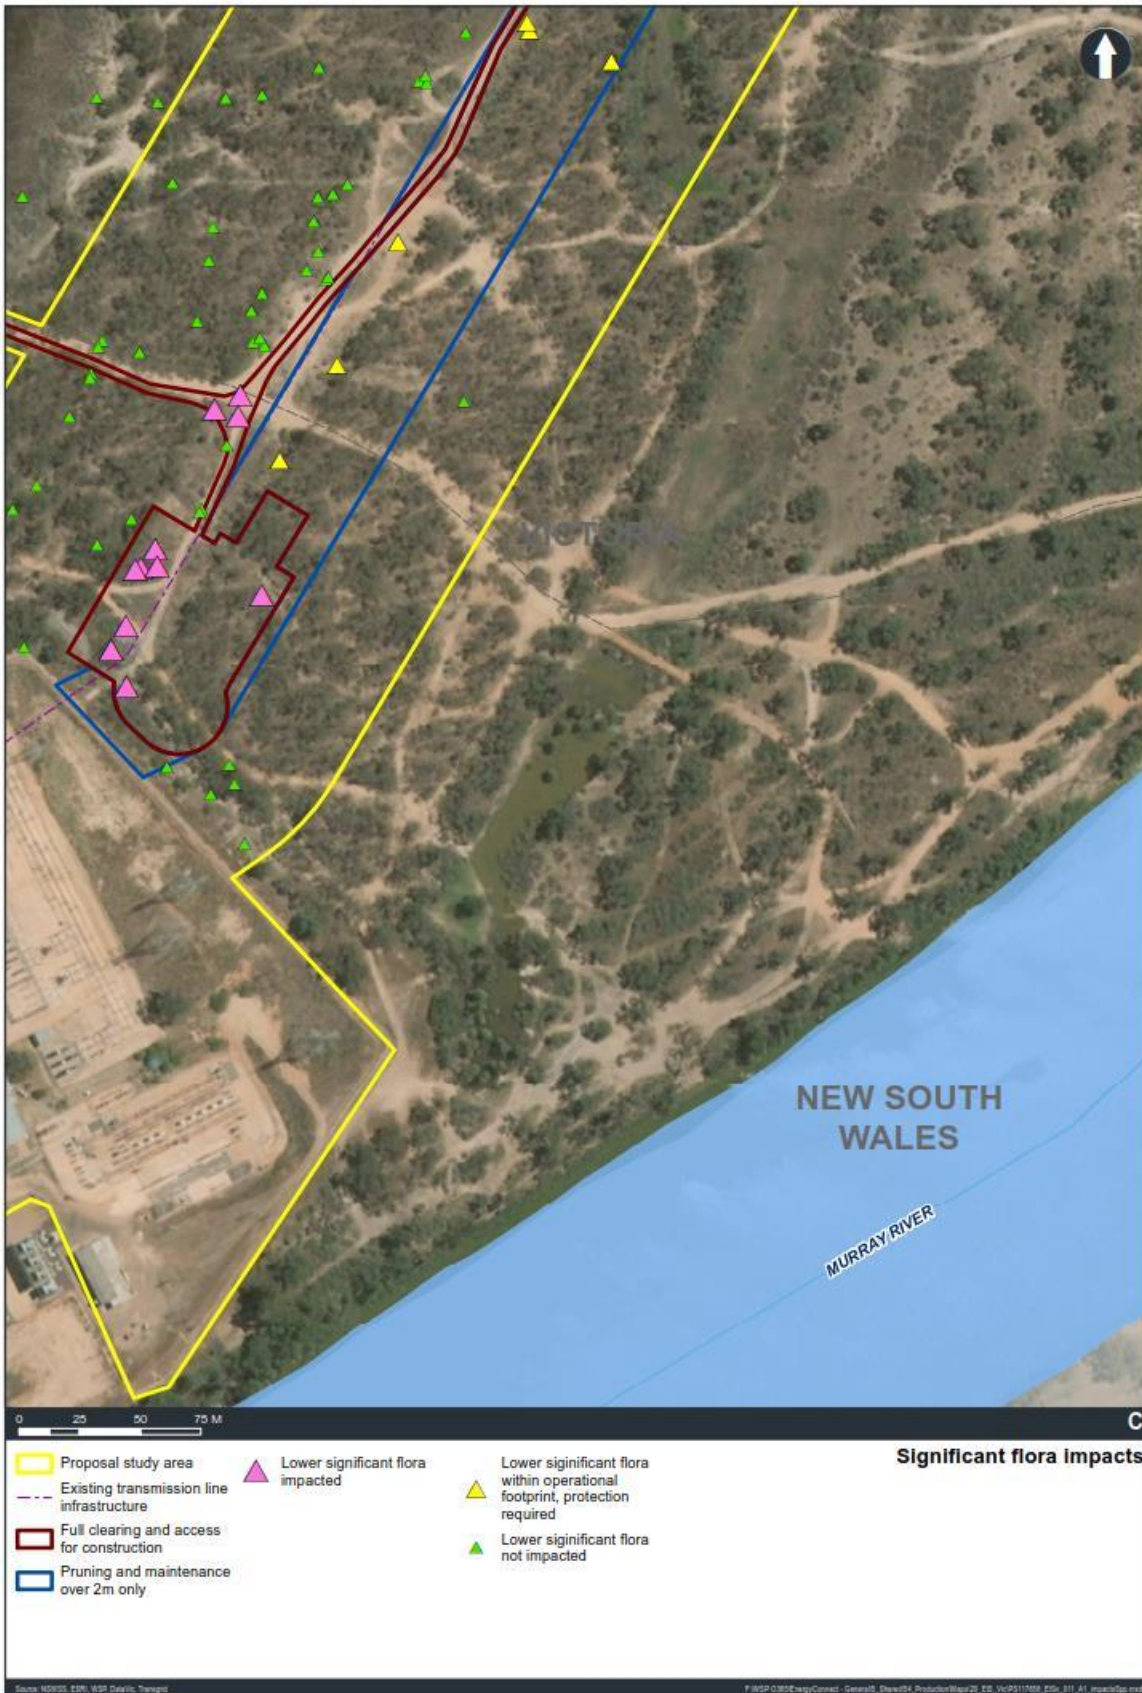 VICTORIA
NEW SOUTH
WALES
MURRAY RIVER
0 25 50 75 M
C
Significant flora impacts
Proposal study area
Existing transmission line
infrastructure
Full clearing and access
for construction
Pruning and maintenance
over 2m only
Lower significant flora
impacted
Lower siginificant flora
within operational
footprint, protection
required
Lower siginificant flora
not impacted